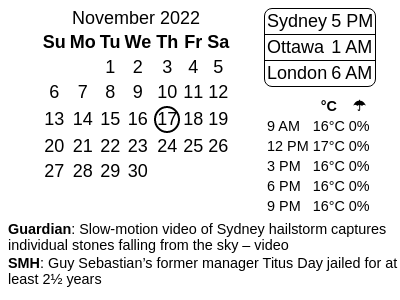 November 2022
Su Mo Tu We Th Fr Sa
1 2 3 4 5
6 7 8 9 10 11 12
13 14 15 16 17 18 19
20 21 22 23 24 25 26
27 28 29 30
Sydney 5 PM
Ottawa 1 AM
London 6 AM
°C ☂
9 AM 16°C 0%
12 PM 17°C 0%
3 PM 16°C 0%
6 PM 16°C 0%
9 PM 16°C 0%
Guardian: Slow-motion video of Sydney hailstorm captures
individual stones falling from the sky – video
SMH: Guy Sebastian’s former manager Titus Day jailed for at
least 2½ years